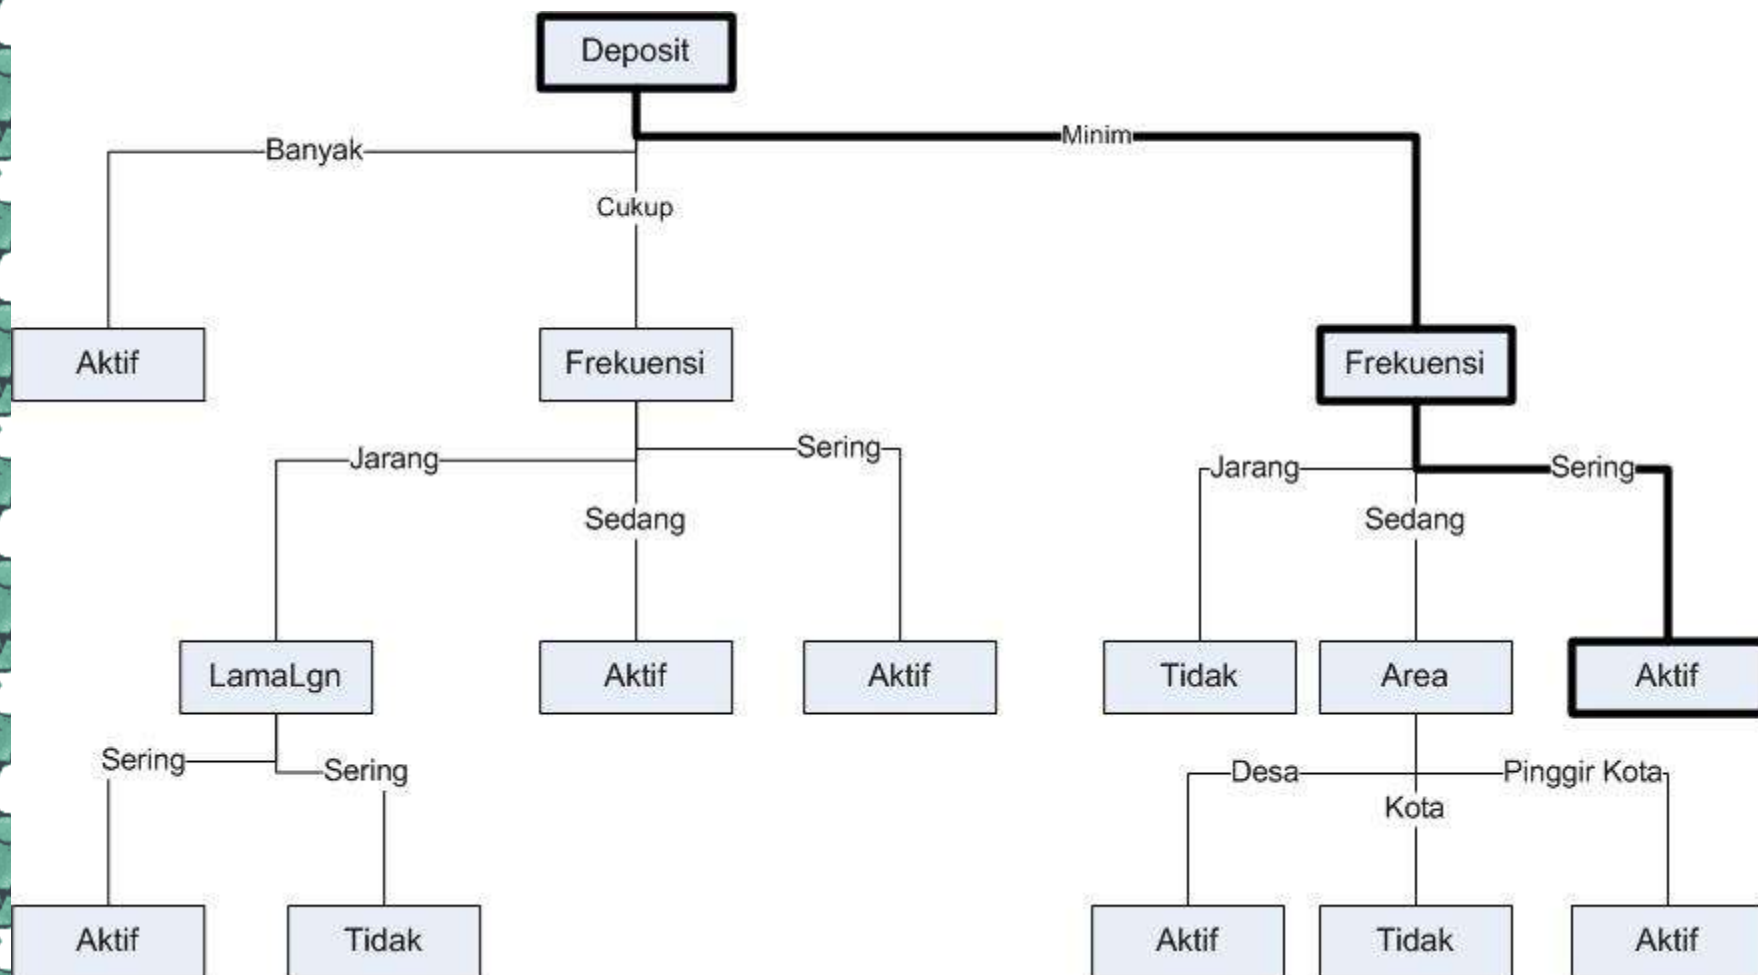 Deposit
Minim
Banyak
Cukup
Aktif
Frekuensi
Frekuensi
Jarang
Sering
Jarang
Sering
Sedang
Sedang
LamaLgn
Aktif
Aktif
Tidak
Area
Aktif
Sering
Sering
Desa
Pinggir Kota
Kota
Aktif
Tidak
Aktif
Tidak
Aktif